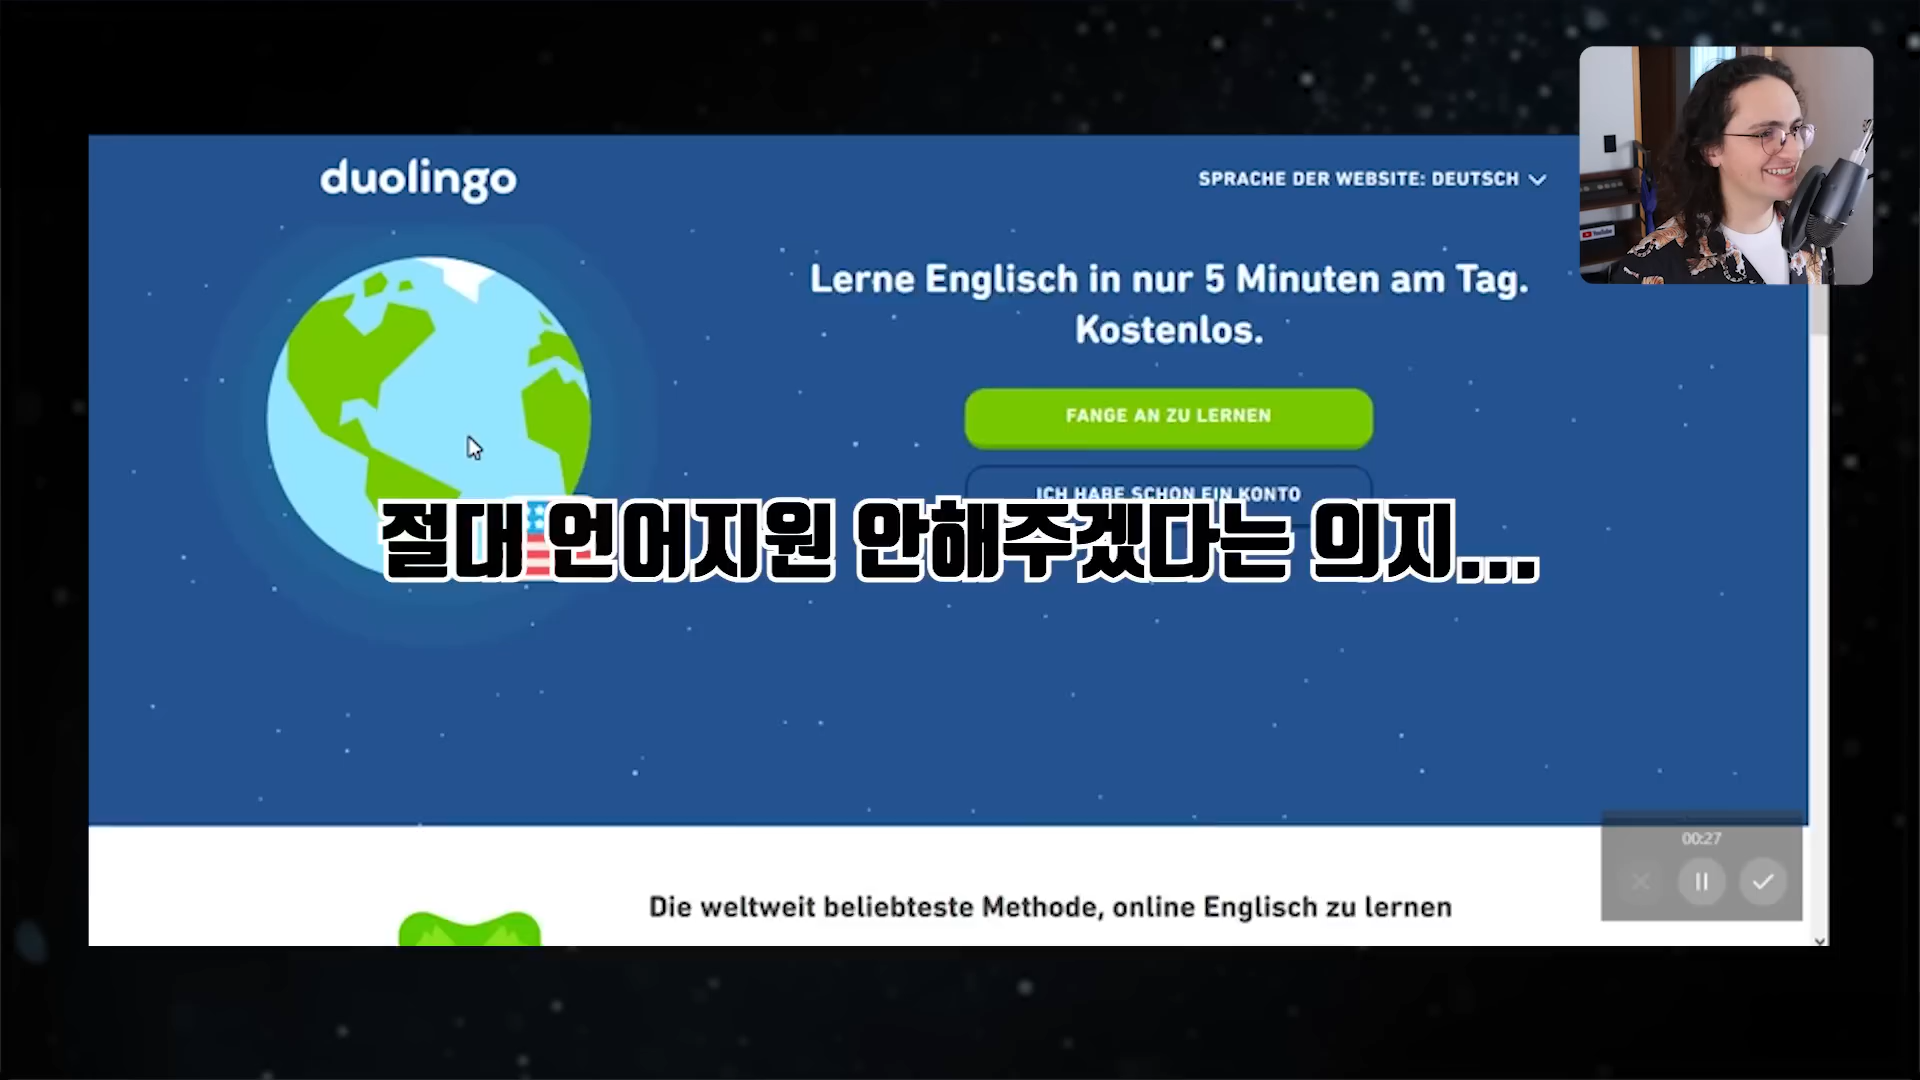 duolingo
SPRACHE DER WEBSITE: DEUTSCH
YouTube
Lerne Englisch in nur 5 Minuten am Tag.
Kostenlos.
FANGE AN ZU LERNEN
ICH HABE SCHON EIN KONTO
절대 언어지원 안해주겠다는 의지...
00:27
Die weltweit beliebteste Methode, online Englisch zu lernen